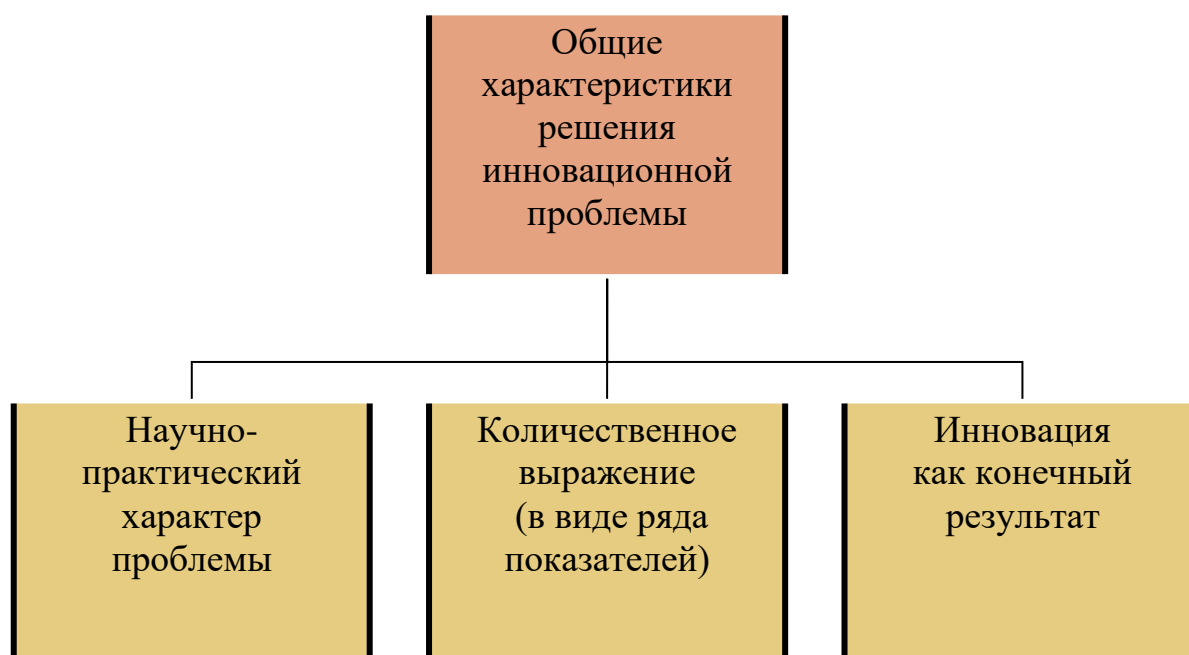 Общие
характеристики
решения
инновационной
проблемы
Научно-
практический
характер
проблемы
Количественное
выражение
(в виде ряда
показателей)
Инновация
как конечный
результат